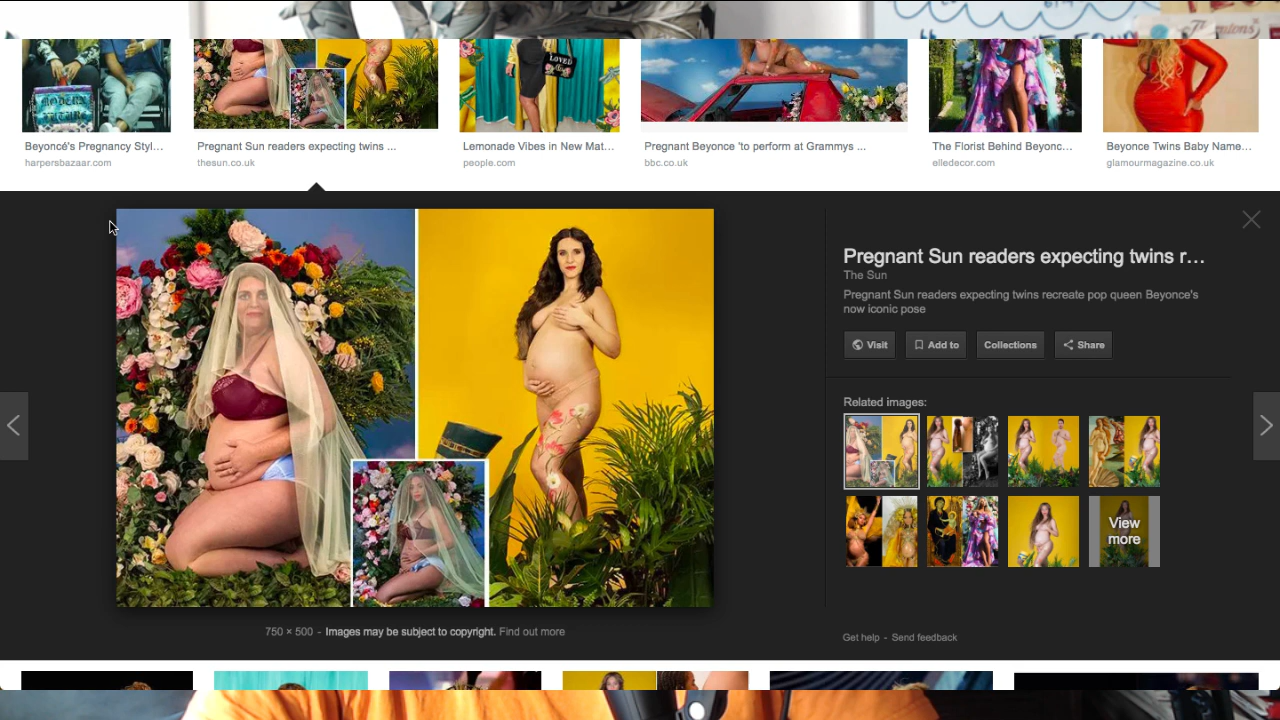 LOVED
MODERN
Beyoncé's Pregnancy Styl...
harpersbazaar.com
Pregnant Sun readers expecting twins ...
thesun.co.uk
Lemonade Vibes in New Mat...
people.com
Pregnant Beyonce 'to perform at Grammys ...
bbc.co.uk
The Florist Behind Beyonc...
elledecor.com
Beyonce Twins Baby Name...
glamourmagazine.co.uk
Pregnant Sun readers expecting twins r...
The Sun
Pregnant Sun readers expecting twins recreate pop queen Beyonce's
now iconic pose
Visit
Add to
Collections
Share
Related images:
View
more
750 × 500 - Images may be subject to copyright. Find out more
Get help - Send feedback